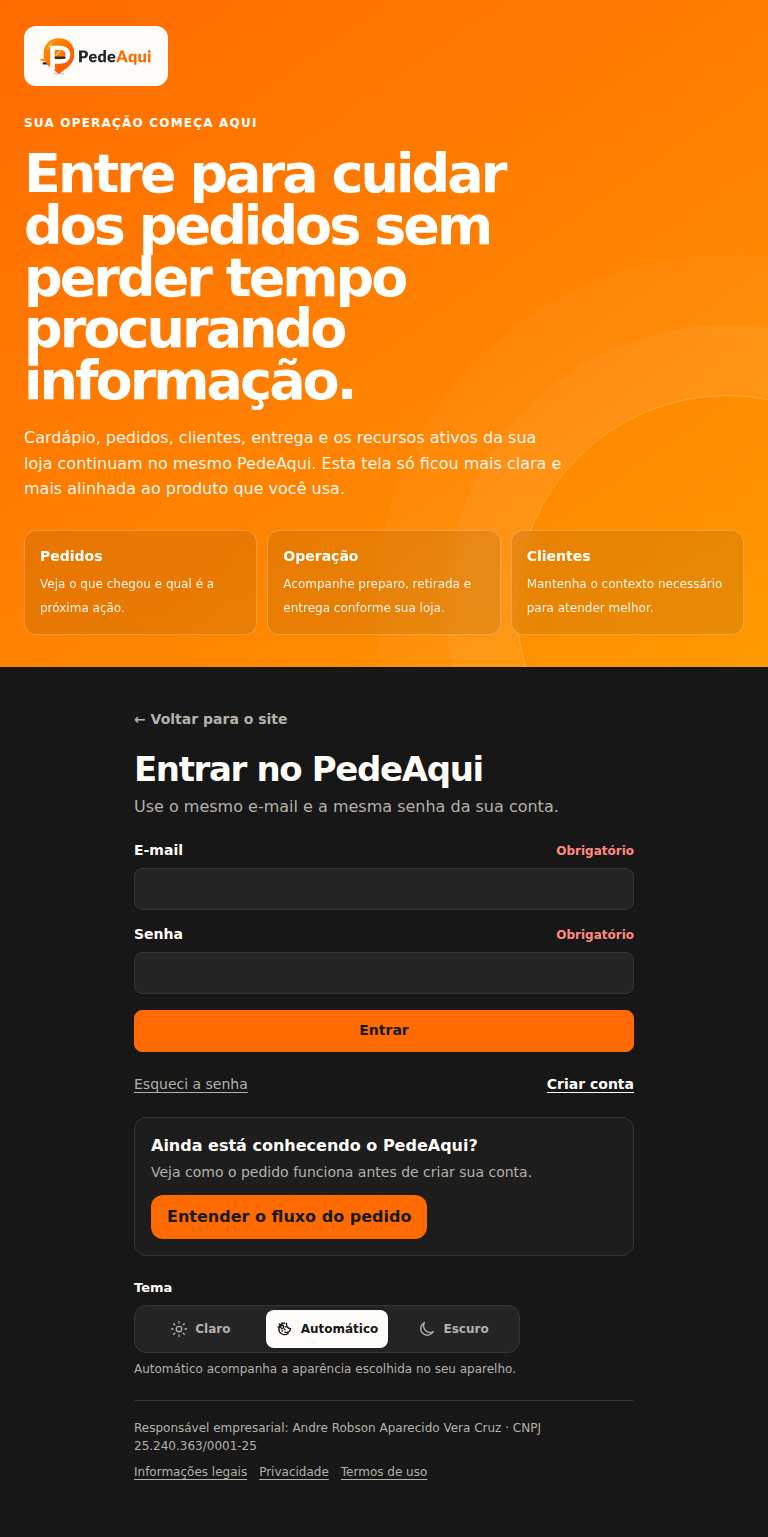 PedeAqui
SUA OPERAÇÃO COMEÇA AQUI
Entre para cuidar
dos pedidos sem
perder tempo
procurando
informação.
Cardápio, pedidos, clientes, entrega e os recursos ativos da sua
loja continuam no mesmo PedeAqui. Esta tela só ficou mais clara e
mais alinhada ao produto que você usa.
Pedidos
Veja o que chegou e qual é a
próxima ação.
Operação
Acompanhe preparo, retirada e
entrega conforme sua loja.
Clientes
Mantenha o contexto necessário
para atender melhor.
← Voltar para o site
Entrar no PedeAqui
Use o mesmo e-mail e a mesma senha da sua conta.
E-mail Obrigatório
Senha Obrigatório
Entrar
Esqueci a senha Criar conta
Ainda está conhecendo o PedeAqui?
Veja como o pedido funciona antes de criar sua conta.
Entender o fluxo do pedido
Tema
Claro Automático Escuro
Automático acompanha a aparência escolhida no seu aparelho.
Responsável empresarial: Andre Robson Aparecido Vera Cruz · CNPJ
25.240.363/0001-25
Informações legais Privacidade Termos de uso